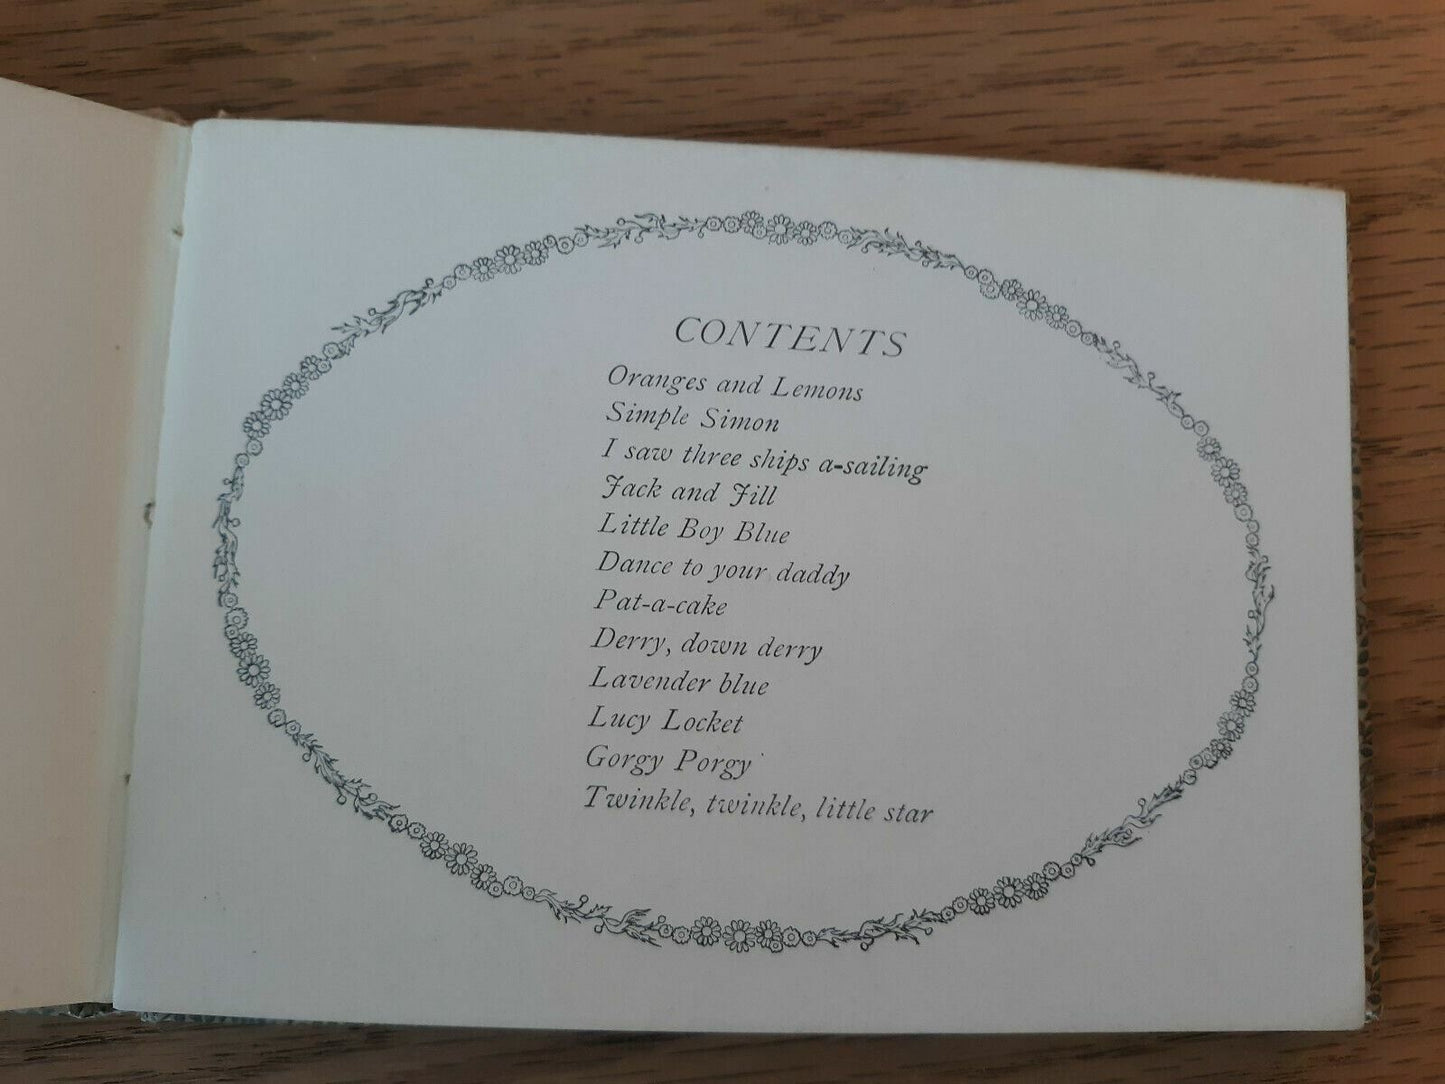 CONTENTS
Oranges and Lemons
Simple Simon
I saw three ships a-sailing
Jack and Jill
Little Boy Blue
Dance to your daddy
Pat-a-cake
Derry, down derry
Lavender blue
Lucy Locket
Gorgy Porgy
Twinkle, twinkle, little star